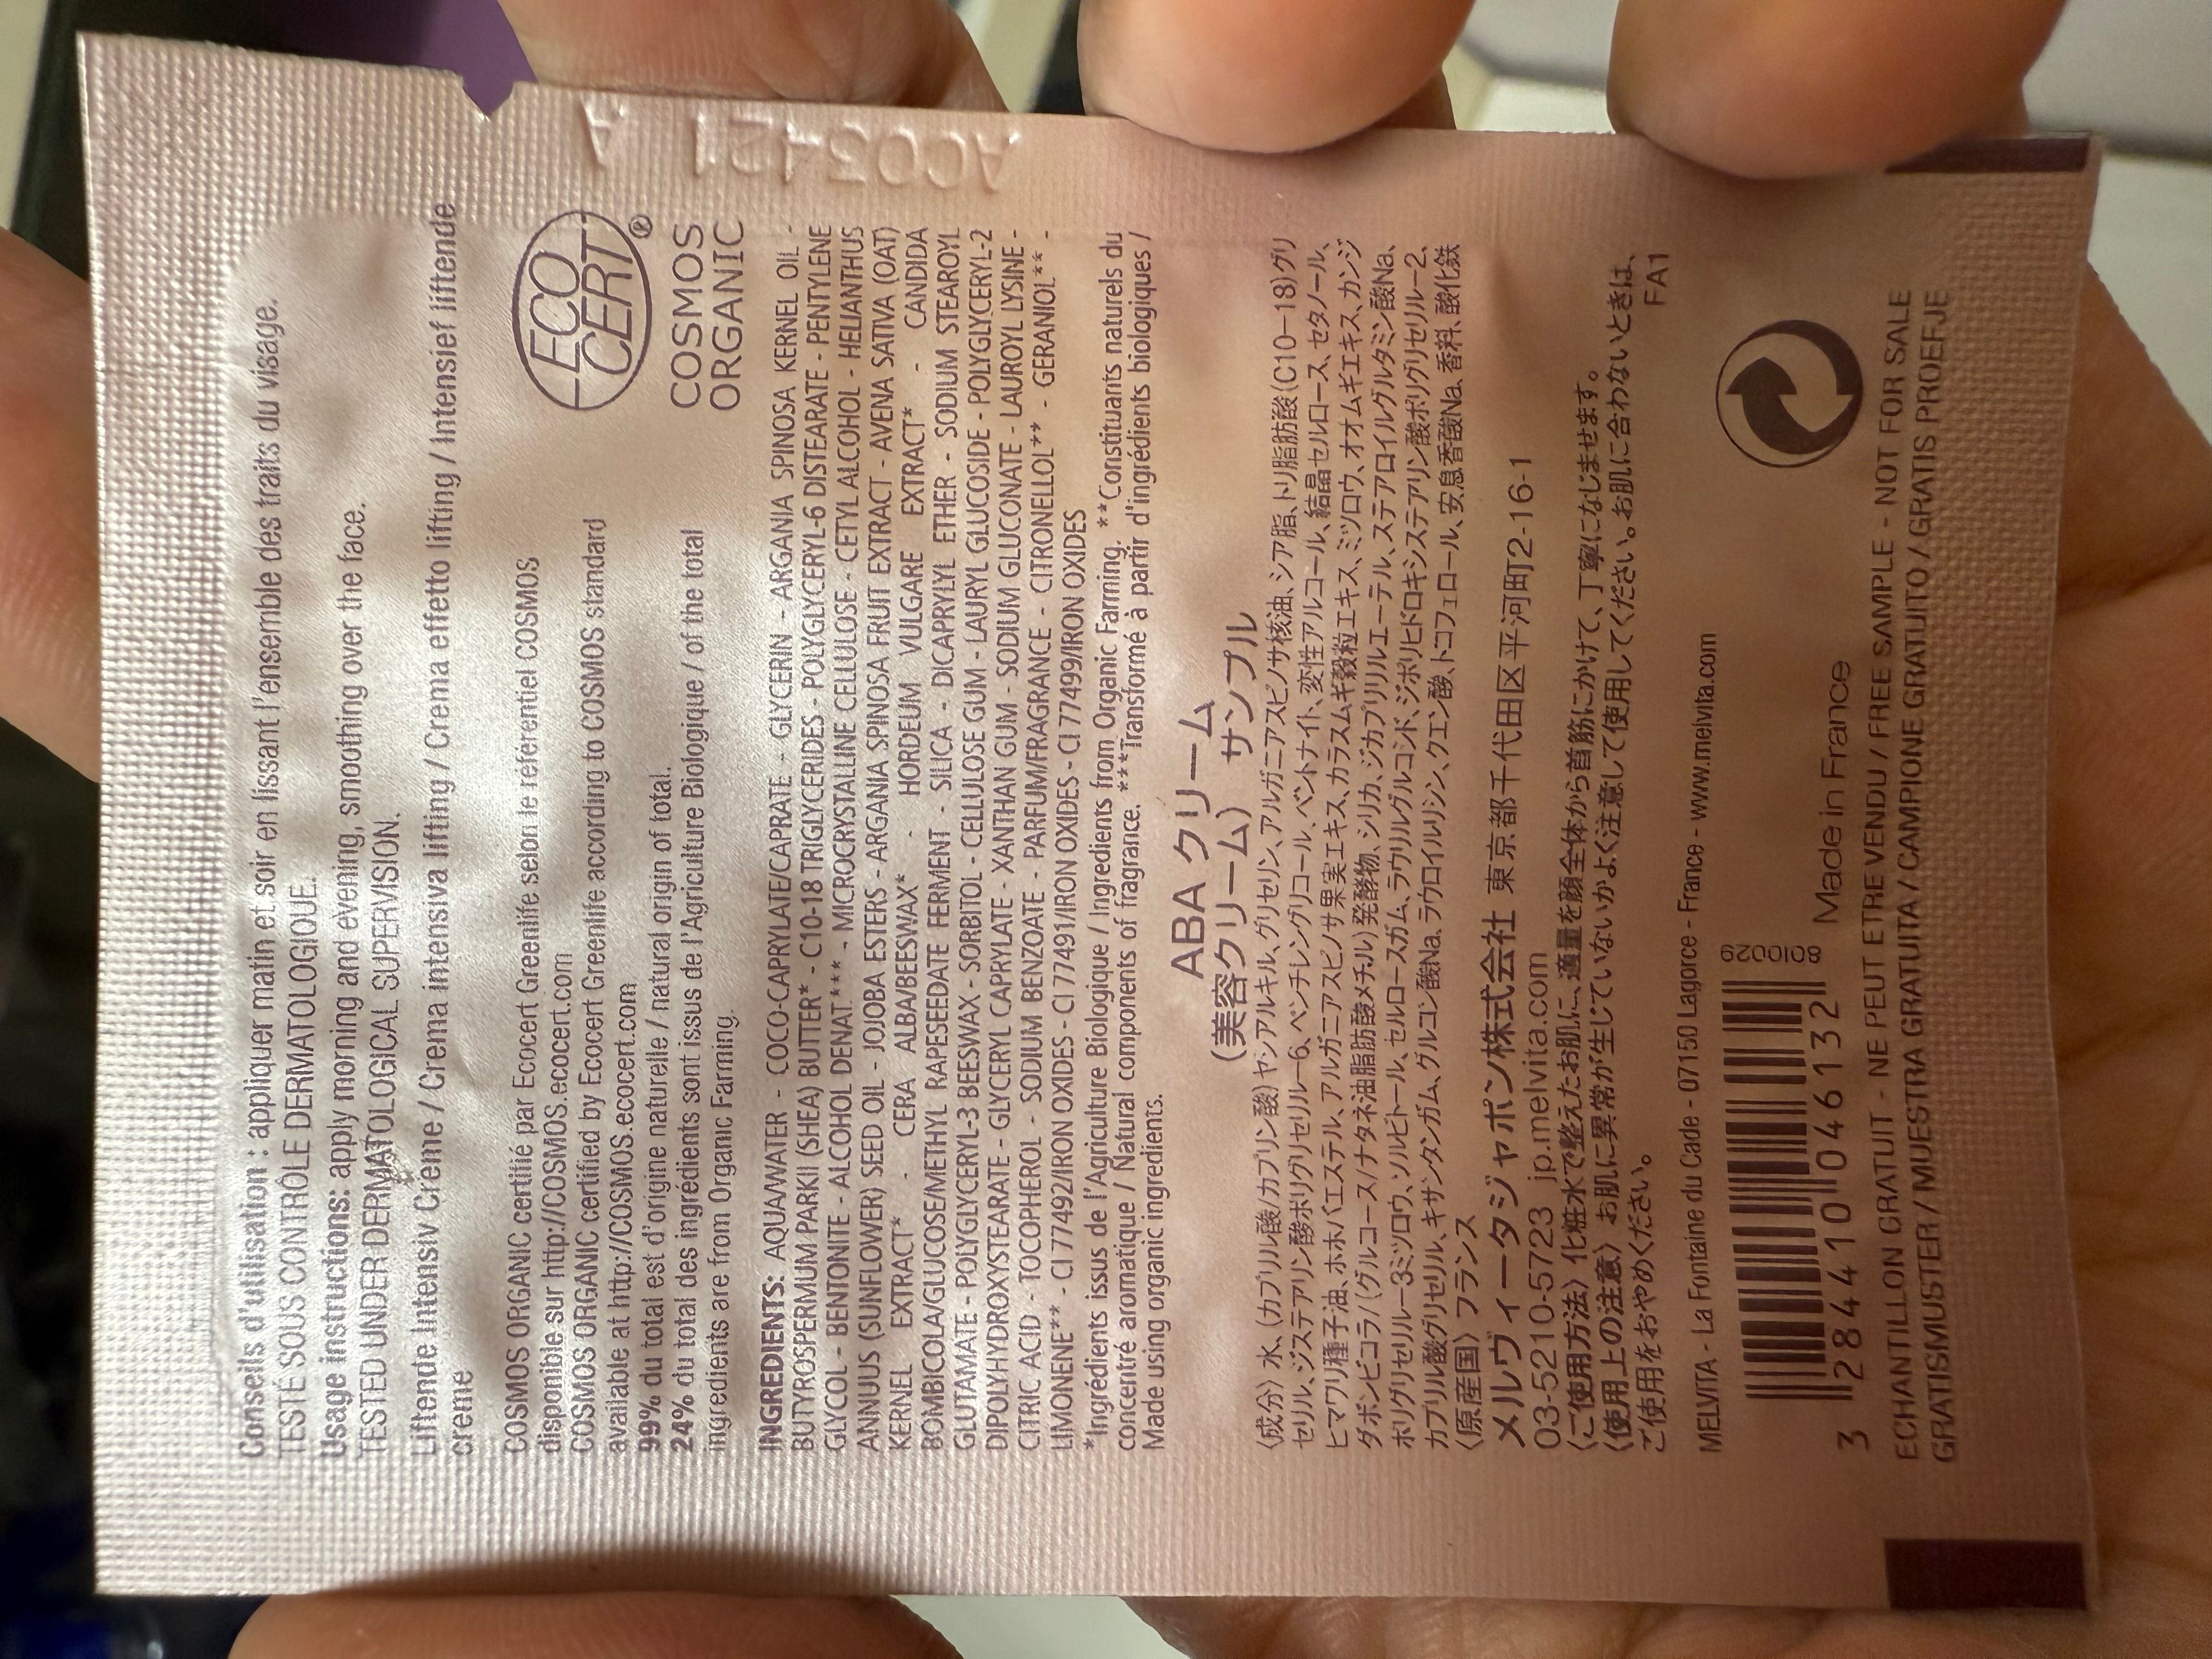 Conseils d'utilisation : appliquer matin et soir en lissant l'ensemble des traits du visage.
TESTÉ SOUS CONTRÔLE DERMATOLOGIQUE.
Usage instructions: apply morning and evening, smoothing over the face.
TESTED UNDER DERMATOLOGICAL SUPERVISION.
Liftende Intensiv Creme / Crema intensiva lifting / Crema effetto lifting / Intensief liftende
creme
COSMOS ORGANIC certifié par Ecocert Greenlife selon le référentiel COSMOS
disponible sur http://COSMOS.ecocert.com
COSMOS ORGANIC certified by Ecocert Greenlife according to COSMOS standard
available at http://COSMOS.ecocert.com
99% du total est d'origine naturelle / natural origin of total.
24% du total des ingrédients sont issus de l'Agriculture Biologique / of the total
ingredients are from Organic Farming.
ECO
CERT®
COSMOS
ORGANIC
INGREDIENTS: AQUA/WATER - COCO-CAPRYLATE/CAPRATE - GLYCERIN - ARGANIA SPINOSA KERNEL OIL -
BUTYROSPERMUM PARKII (SHEA) BUTTER* - C10-18 TRIGLYCERIDES - POLYGLYCERYL-6 DISTEARATE - PENTYLENE
GLYCOL - BENTONITE - ALCOHOL DENAT.*** - MICROCRYSTALLINE CELLULOSE - CETYL ALCOHOL - HELIANTHUS
ANNUUS (SUNFLOWER) SEED OIL - JOJOBA ESTERS - ARGANIA SPINOSA FRUIT EXTRACT - AVENA SATIVA (OAT)
KERNEL EXTRACT* - CERA ALBA/BEESWAX* - HORDEUM VULGARE EXTRACT* - CANDIDA
BOMBICOLA/GLUCOSE/METHYL RAPESEEDATE FERMENT - SILICA - DICAPRYLYL ETHER - SODIUM STEAROYL
GLUTAMATE - POLYGLYCERYL-3 BEESWAX - SORBITOL - CELLULOSE GUM - LAURYL GLUCOSIDE - POLYGLYCERYL-2
DIPOLYHYDROXYSTEARATE - GLYCERYL CAPRYLATE - XANTHAN GUM - SODIUM GLUCONATE - LAUROYL LYSINE -
CITRIC ACID - TOCOPHEROL - SODIUM BENZOATE - PARFUM/FRAGRANCE - CITRONELLOL** - GERANIOL** -
LIMONENE** - CI 77492/IRON OXIDES - CI 77491/IRON OXIDES - CI 77499/IRON OXIDES
*Ingrédients issus de l'Agriculture Biologique / Ingredients from Organic Farming. **Constituants naturels du
concentré aromatique / Natural components of fragrance. ***Transformé à partir d'ingrédients biologiques /
Made using organic ingredients.
ABA クリーム
(美容クリーム) サンプル
〈成分〉水、(カプリル酸/カプリン酸)ヤシアルキル、グリセリン、アルガニアスピノサ核油、シア脂、トリ脂肪酸(C10-18)グリ
セリル、ジステアリン酸ポリグリセリル-6、ペンチレングリコール、ベントナイト、変性アルコール、結晶セルロース、セタノール、
ヒマワリ種子油、ホホバエステル、アルガニアスピノサ果実エキス、カラスムギ穀粒エキス、ミツロウ、オオムギエキス、カンジ
ダボンビコラ/(グルコース/ナタネ油脂肪酸メチル)発酵物、シリカ、ジカプリリルエーテル、ステアロイルグルタミン酸Na、
ポリグリセリル-3ミツロウ、ソルビトール、セルロースガム、ラウリルグルコシド、ジポリヒドロキシステアリン酸ポリグリセリル-2、
カプリル酸グリセリル、キサンタンガム、グルコン酸Na、ラウロイルリシン、クエン酸、トコフェロール、安息香酸Na、香料、酸化鉄
〈原産国〉フランス
メルヴィータジャポン株式会社 東京都千代田区平河町2-16-1
03-5210-5723 jp.melvita.com
〈ご使用方法〉化粧水で整えたお肌に、適量を顔全体から首筋にかけて、丁寧になじませます。
〈使用上の注意〉お肌に異常が生じていないかよく注意して使用してください。お肌に合わないときは、
ご使用をおやめください。
FA1
MELVITA - La Fontaine du Cade - 07150 Lagorce - France - www.melvita.com
3 284410 046132
Made in France
ECHANTILLON GRATUIT - NE PEUT ETRE VENDU / FREE SAMPLE - NOT FOR SALE
GRATISMUSTER / MUESTRA GRATUITA / CAMPIONE GRATUITO / GRATIS PROEFJE